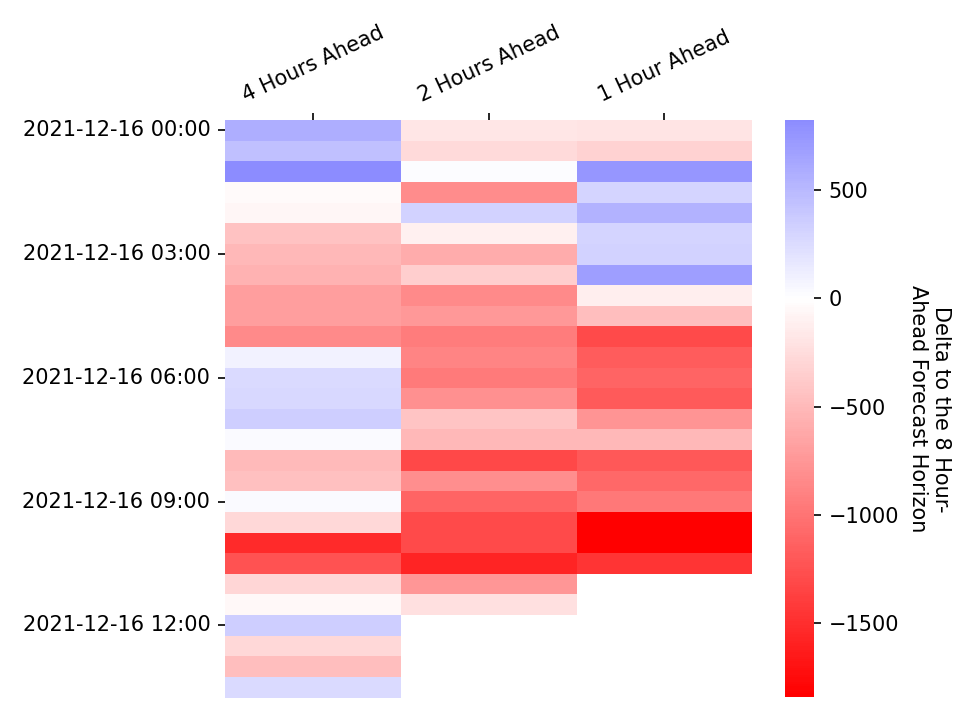 4 Hours Ahead
2 Hours Ahead
1 Hour Ahead
2021-12-16 00:00
2021-12-16 03:00
2021-12-16 06:00
2021-12-16 09:00
2021-12-16 12:00
500
0
−500
−1000
−1500
Delta to the 8 Hour-
Ahead Forecast Horizon